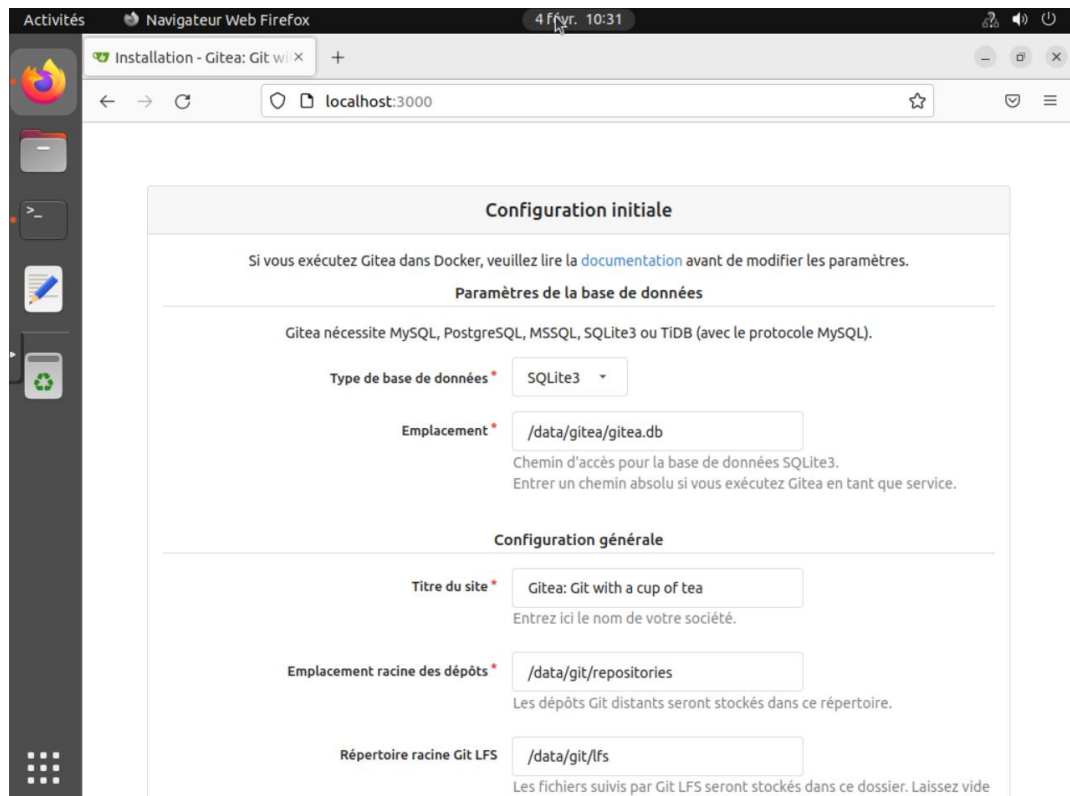 Activités Navigateur Web Firefox 4 févr. 10:31
Installation - Gitea: Git wi
localhost:3000
Configuration initiale
Si vous exécutez Gitea dans Docker, veuillez lire la documentation avant de modifier les paramètres.
Paramètres de la base de données
Gitea nécessite MySQL, PostgreSQL, MSSQL, SQLite3 ou TiDB (avec le protocole MySQL).
Type de base de données * SQLite3
Emplacement * /data/gitea/gitea.db
Chemin d'accès pour la base de données SQLite3.
Entrer un chemin absolu si vous exécutez Gitea en tant que service.
Configuration générale
Titre du site * Gitea: Git with a cup of tea
Entrez ici le nom de votre société.
Emplacement racine des dépôts * /data/git/repositories
Les dépôts Git distants seront stockés dans ce répertoire.
Répertoire racine Git LFS /data/git/lfs
Les fichiers suivis par Git LFS seront stockés dans ce dossier. Laissez vide